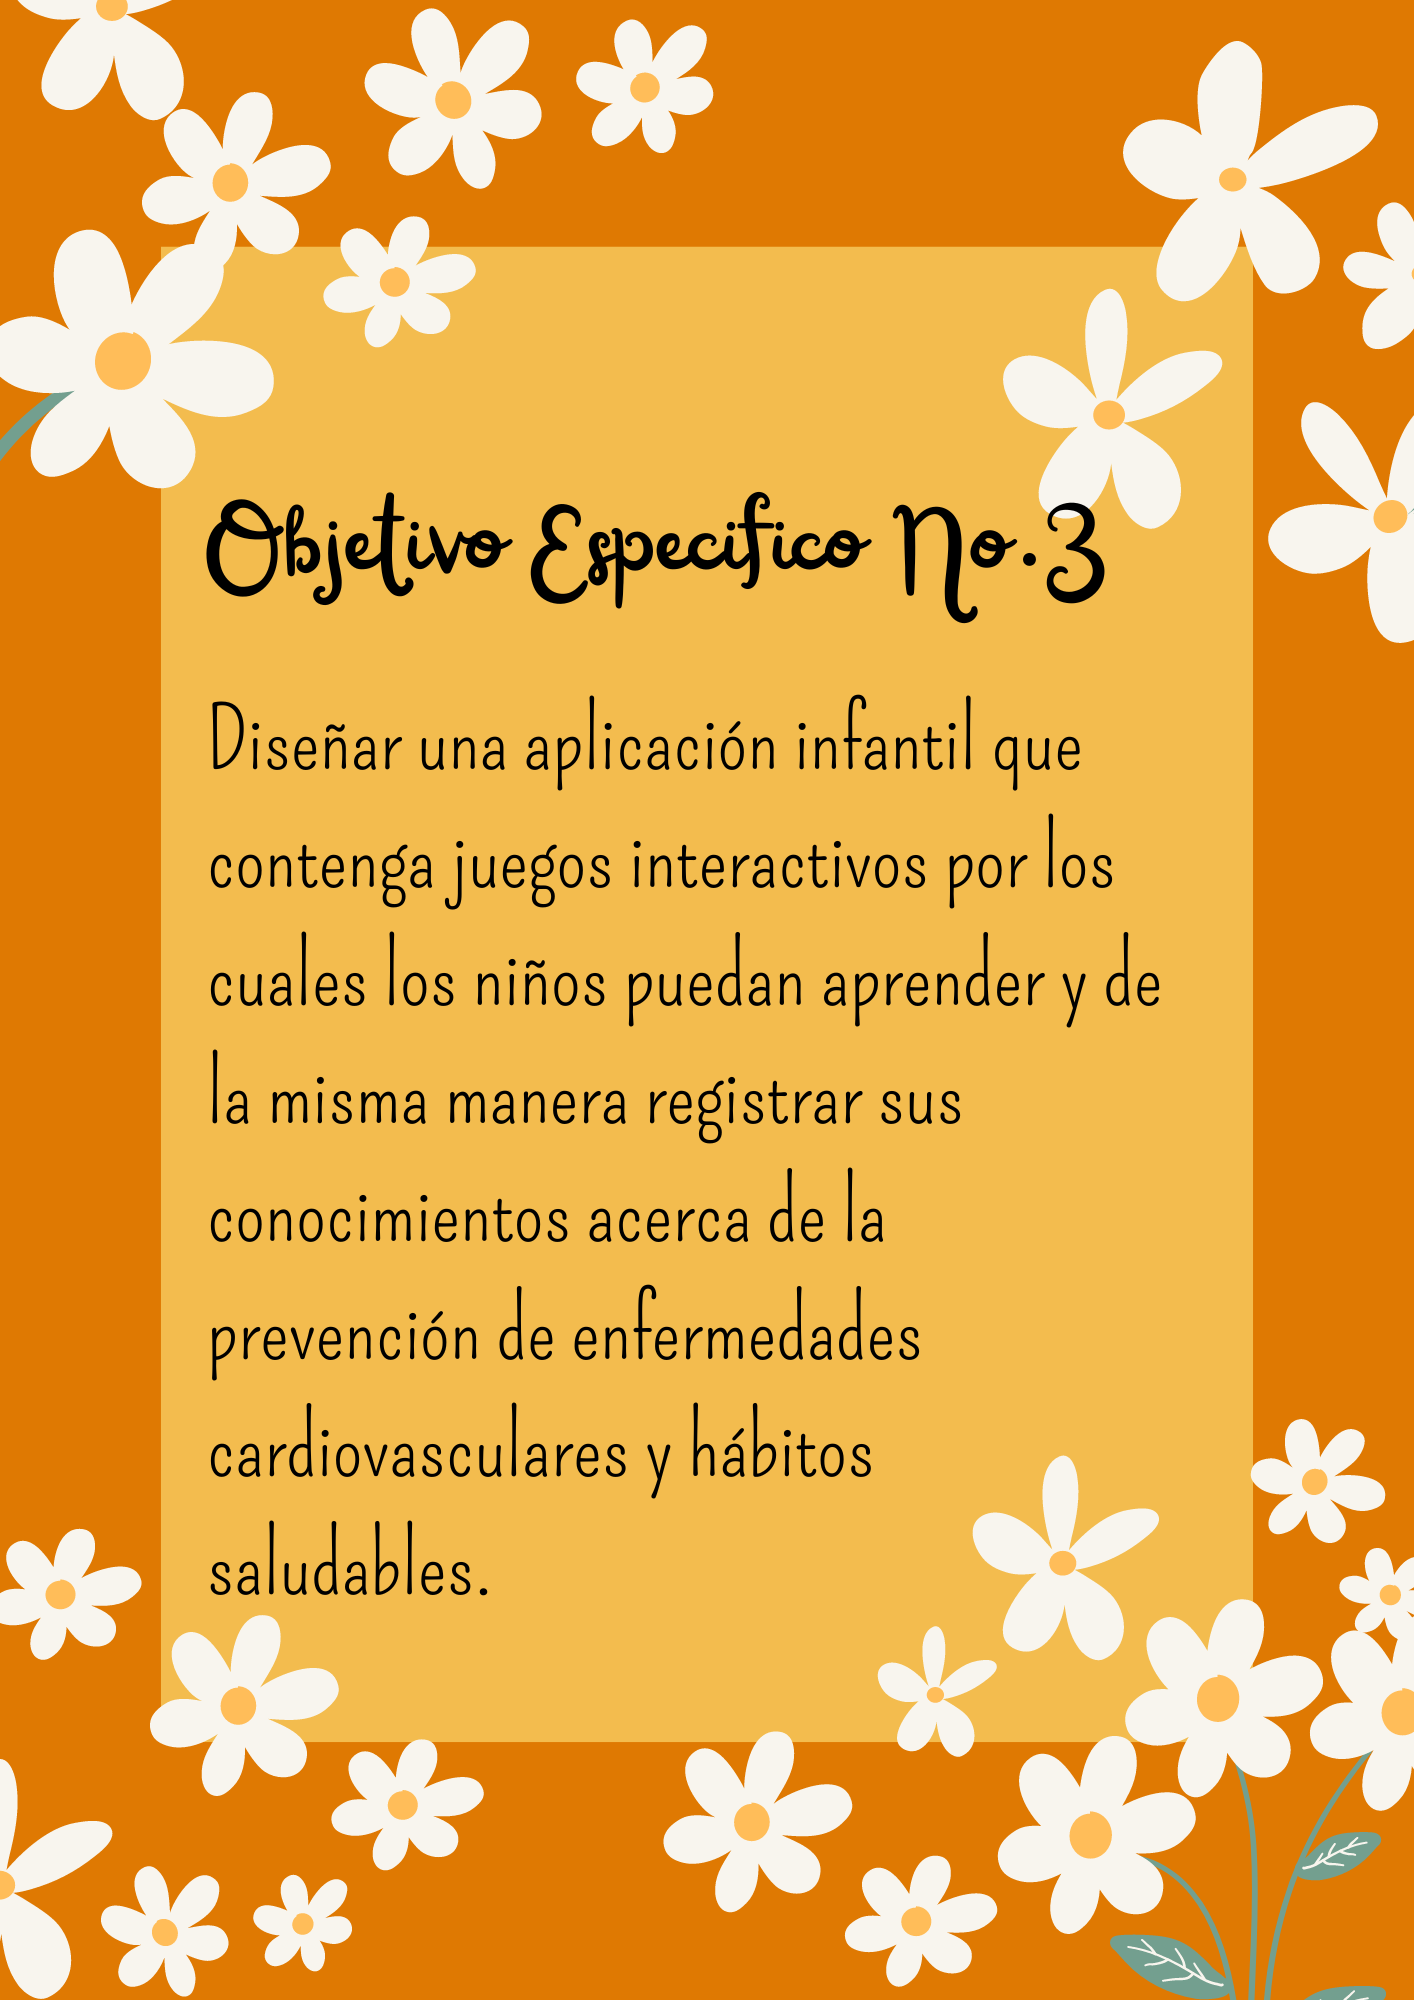 Objetivo Especifico No.3
Diseñar una aplicación infantil que
contenga juegos interactivos por los
cuales los niños puedan aprender y de
la misma manera registrar sus
conocimientos acerca de la
prevención de enfermedades
cardiovasculares y hábitos
saludables.